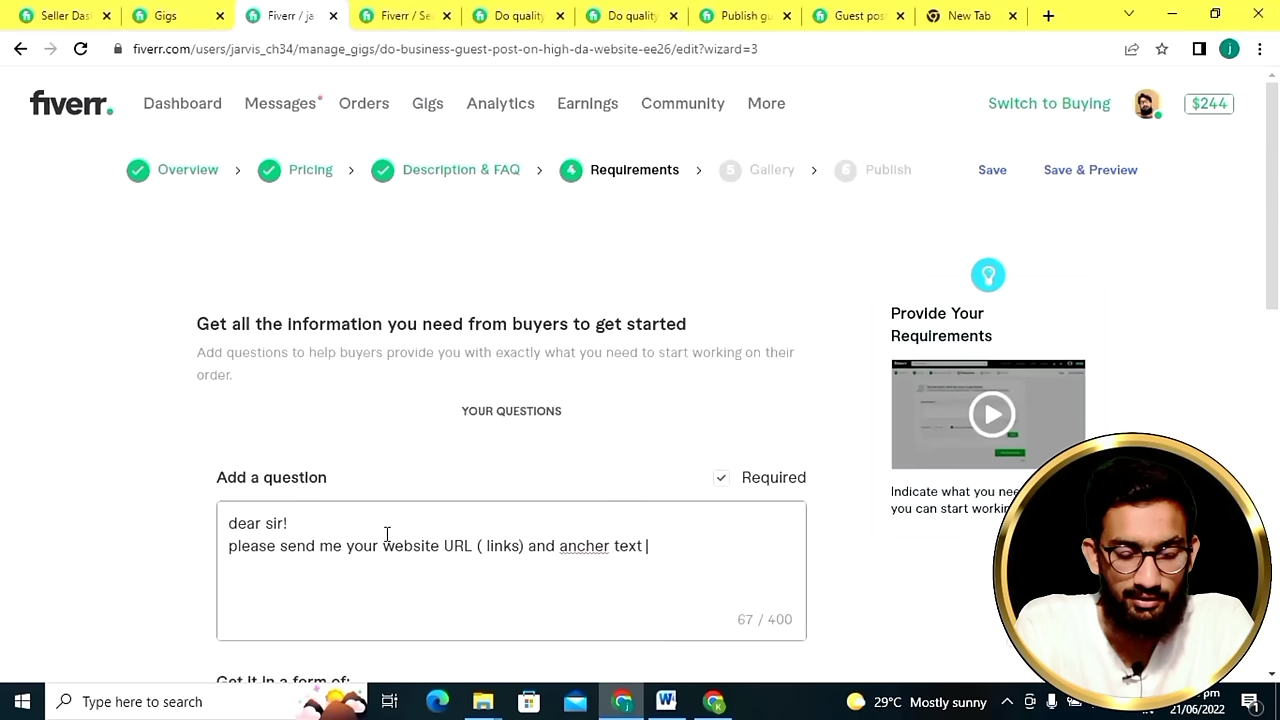 Seller Das
Gigs
Fiverr / ja
Fiverr / Se
Do quality
Do quality
Publish gu
Guest pos
New Tab
fiverr.com/users/jarvis_ch34/manage_gigs/do-business-guest-post-on-high-da-website-ee26/edit?wizard=3
j
fiverr.
Dashboard Messages Orders Gigs Analytics Earnings Community More
Switch to Buying
$244
Overview Pricing Description & FAQ 4 Requirements 5 Gallery 6 Publish
Save Save & Preview
Get all the information you need from buyers to get started
Add questions to help buyers provide you with exactly what you need to start working on their
order.
YOUR QUESTIONS
Add a question
Required
dear sir!
please send me your website URL ( links) and ancher text
67 / 400
Get it in a form of:
Provide Your
Requirements
Indicate what you nee
you can start workin
Type here to search
29°C Mostly sunny
pm
21/06/2022